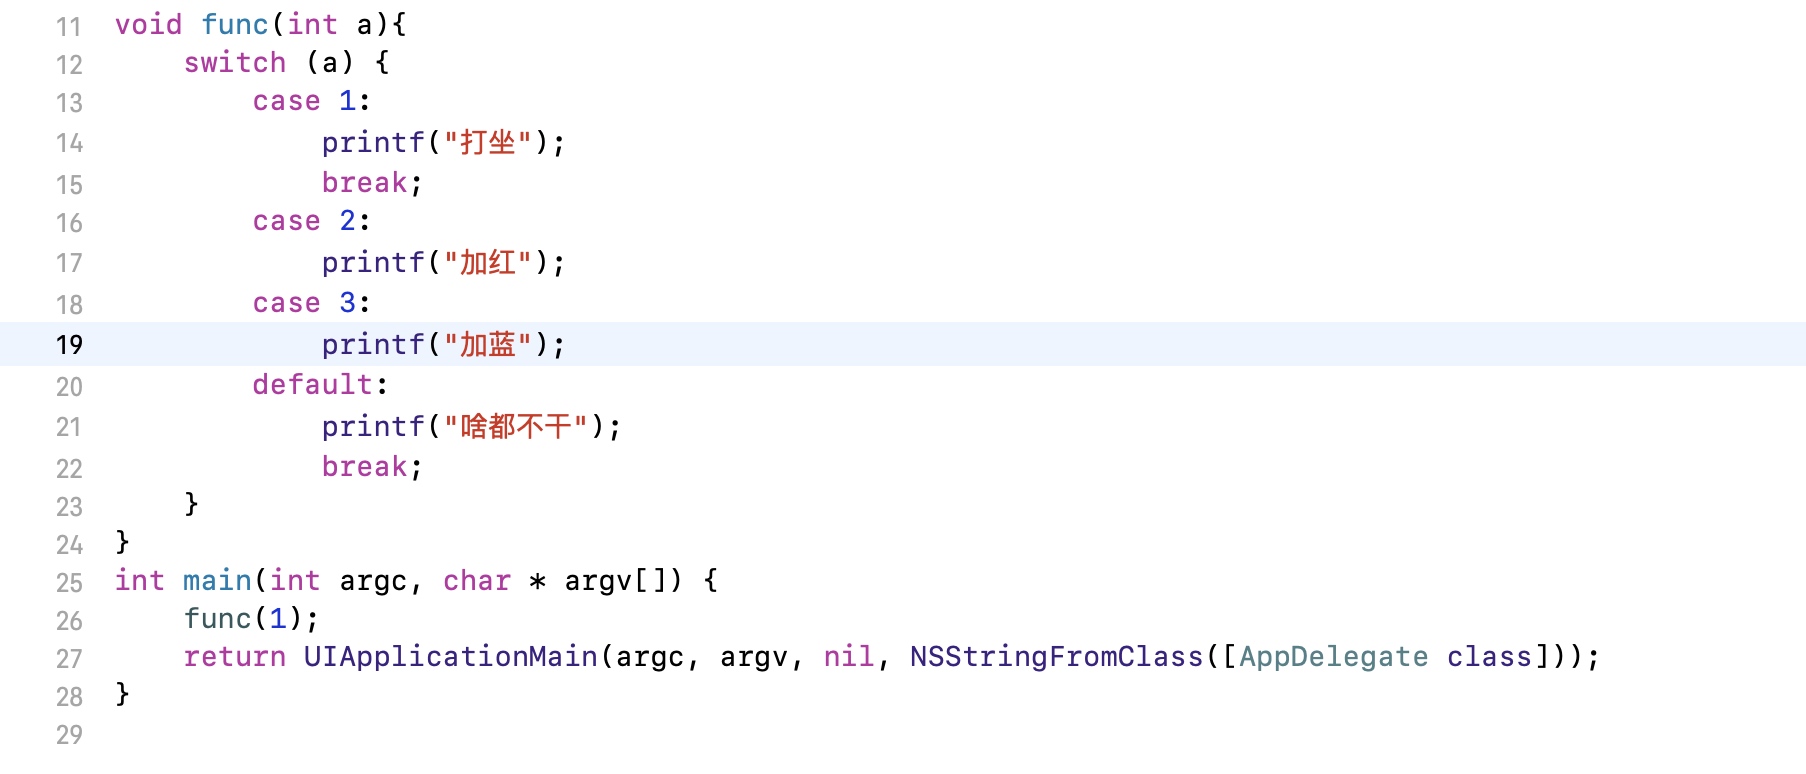 11 void func(int a){
12     switch (a) {
13         case 1:
14             printf("打坐");
15             break;
16         case 2:
17             printf("加红");
18         case 3:
19             printf("加蓝");
20         default:
21             printf("啥都不干");
22             break;
23     }
24 }
25 int main(int argc, char * argv[]) {
26     func(1);
27     return UIApplicationMain(argc, argv, nil, NSStringFromClass([AppDelegate class]));
28 }
29